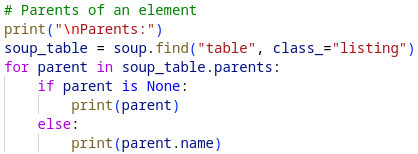 # Parents of an element
print("\nParents:")
soup_table = soup.find("table", class_="listing")
for parent in soup_table.parents:
    if parent is None:
        print(parent)
    else:
        print(parent.name)